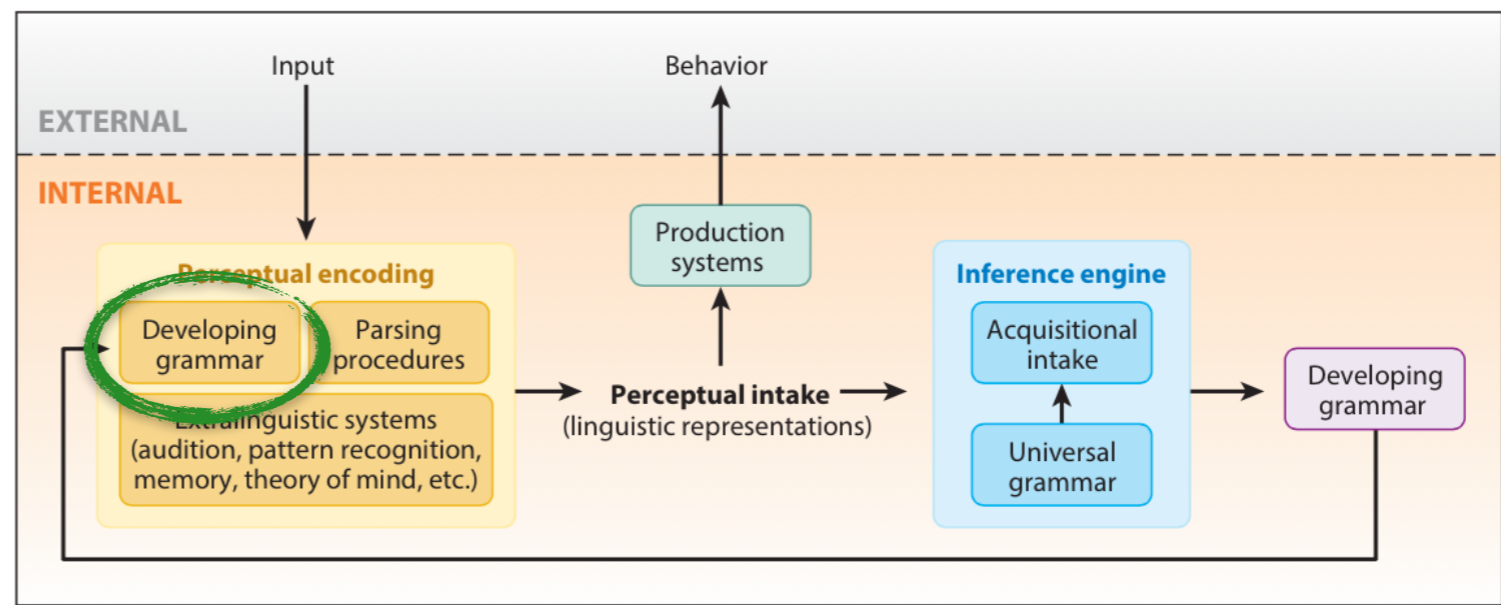 Input
Behavior
EXTERNAL
INTERNAL
Perceptual encoding
Developing
grammar
Parsing
procedures
Extralinguistic systems
(audition, pattern recognition,
memory, theory of mind, etc.)
Production
systems
Perceptual intake
(linguistic representations)
Inference engine
Acquisitional
intake
Universal
grammar
Developing
grammar